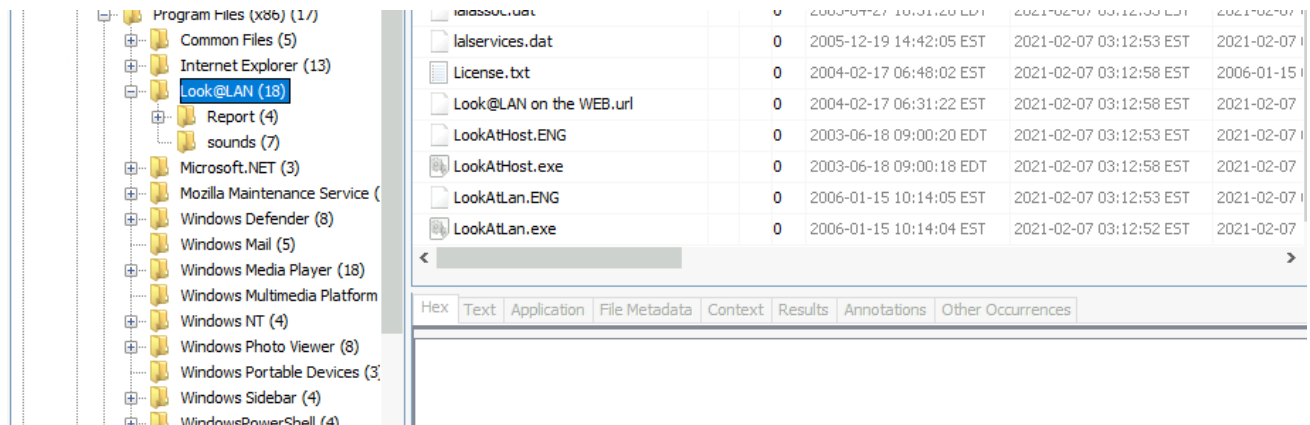 Program Files (x86) (17)
Common Files (5)
Internet Explorer (13)
Look@LAN (18)
Report (4)
sounds (7)
Microsoft.NET (3)
Mozilla Maintenance Service (
Windows Defender (8)
Windows Mail (5)
Windows Media Player (18)
Windows Multimedia Platform
Windows NT (4)
Windows Photo Viewer (8)
Windows Portable Devices (3
Windows Sidebar (4)
WindowsPowerShell (4)
lalassoc.dat 0
lalservices.dat 0 2005-12-19 14:42:05 EST 2021-02-07 03:12:53 EST 2021-02-07
License.txt 0 2004-02-17 06:48:02 EST 2021-02-07 03:12:58 EST 2006-01-15
Look@LAN on the WEB.url 0 2004-02-17 06:31:22 EST 2021-02-07 03:12:58 EST 2021-02-07
LookAtHost.ENG 0 2003-06-18 09:00:20 EDT 2021-02-07 03:12:53 EST 2021-02-07
LookAtHost.exe 0 2003-06-18 09:00:18 EDT 2021-02-07 03:12:58 EST 2021-02-07
LookAtLan.ENG 0 2006-01-15 10:14:05 EST 2021-02-07 03:12:53 EST 2021-02-07
LookAtLan.exe 0 2006-01-15 10:14:04 EST 2021-02-07 03:12:52 EST 2021-02-07
Hex Text Application File Metadata Context Results Annotations Other Occurrences